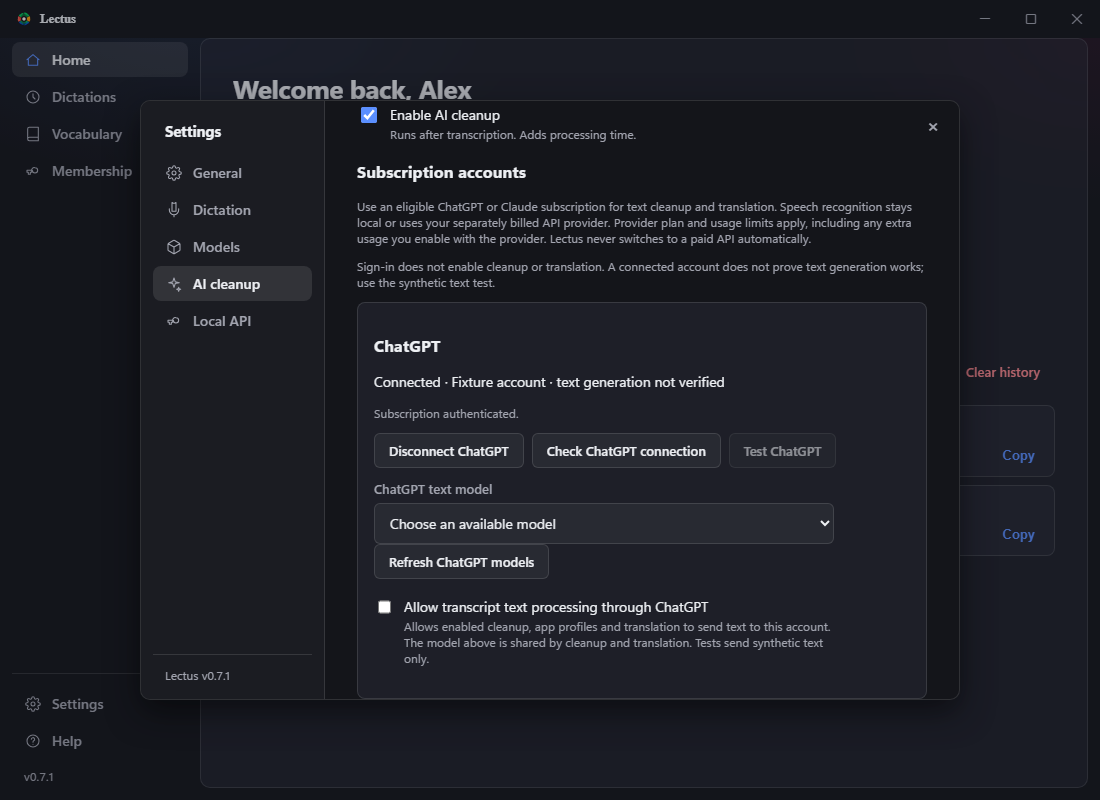 Lectus
Home
Dictations
Vocabulary
Membership
Settings
Help
v0.7.1
Welcome back, Alex
Clear history
Copy
Copy
Settings
General
Dictation
Models
AI cleanup
Local API
Lectus v0.7.1
Enable AI cleanup
Runs after transcription. Adds processing time.
Subscription accounts
Use an eligible ChatGPT or Claude subscription for text cleanup and translation. Speech recognition stays
local or uses your separately billed API provider. Provider plan and usage limits apply, including any extra
usage you enable with the provider. Lectus never switches to a paid API automatically.
Sign-in does not enable cleanup or translation. A connected account does not prove text generation works;
use the synthetic text test.
ChatGPT
Connected · Fixture account · text generation not verified
Subscription authenticated.
Disconnect ChatGPT
Check ChatGPT connection
Test ChatGPT
ChatGPT text model
Choose an available model
Refresh ChatGPT models
Allow transcript text processing through ChatGPT
Allows enabled cleanup, app profiles and translation to send text to this account.
The model above is shared by cleanup and translation. Tests send synthetic text
only.